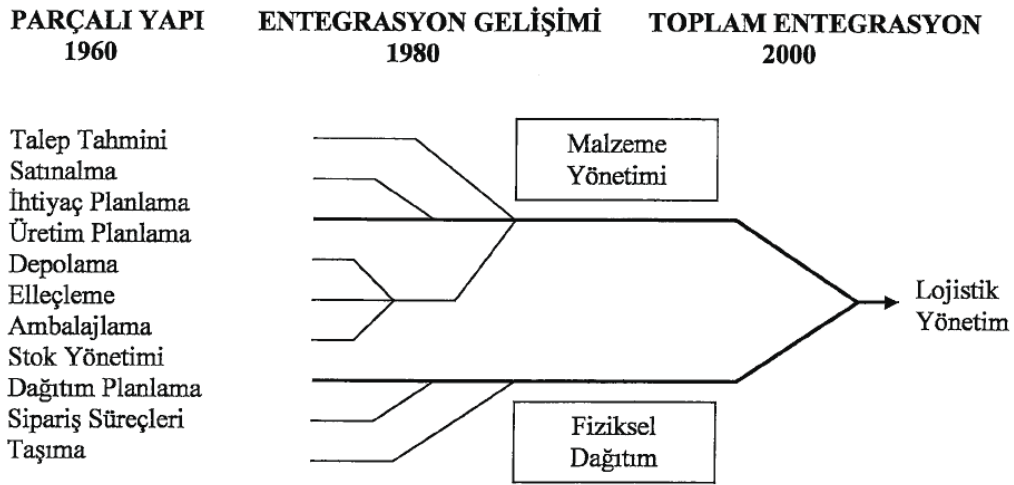 PARÇALI YAPI ENTEGRASYON GELİŞİMİ TOPLAM ENTEGRASYON
1960 1980 2000
Talep Tahmini
Satınalma
İhtiyaç Planlama
Üretim Planlama
Depolama
Elleçleme
Ambalajlama
Stok Yönetimi
Dağıtım Planlama
Sipariş Süreçleri
Taşıma
Malzeme
Yönetimi
Fiziksel
Dağıtım
Lojistik
Yönetim